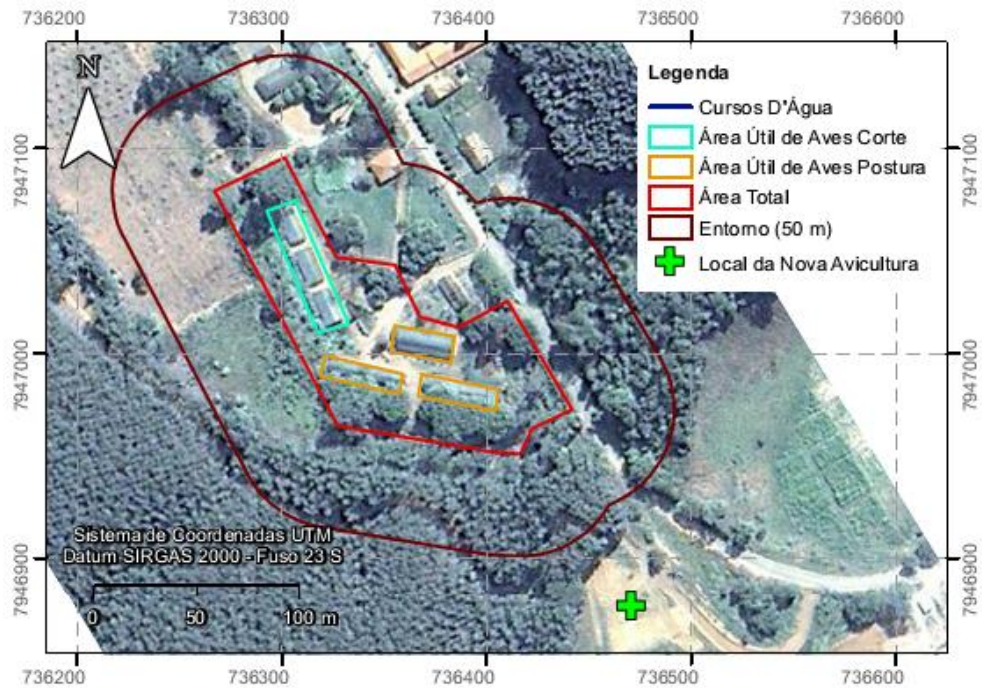 736200 736300 736400 736500 736600
N
Legenda
Cursos D'Água
Área Útil de Aves Corte
Área Útil de Aves Postura
Área Total
Entorno (50 m)
Local da Nova Avicultura
7947100 7947100
7947000 7947000
7946900 7946900
Sistema de Coordenadas UTM
Datum SIRGAS 2000 - Fuso 23 S
0 50 100 m
736200 736300 736400 736500 736600